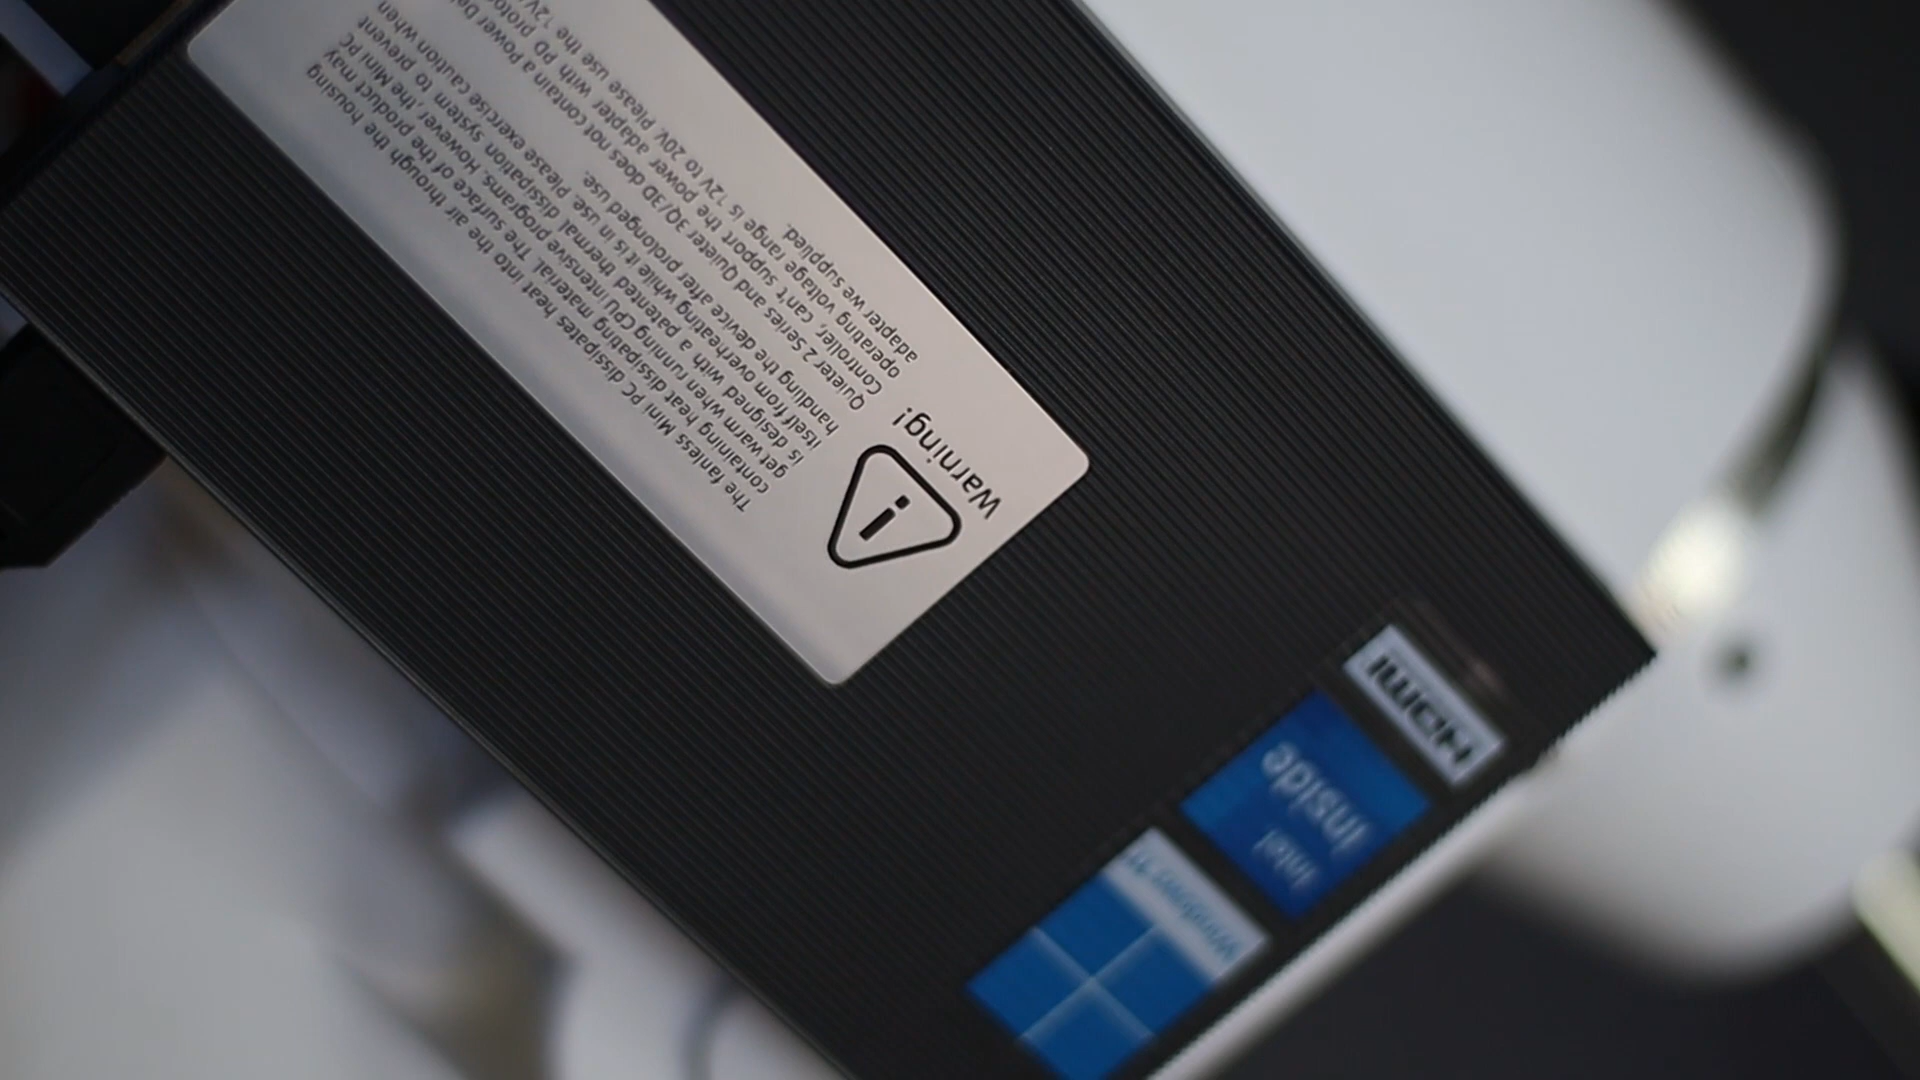 Warning!
The fanless Mini PC dissipates heat into the air through the housing
containing heat dissipating material. The surface of the product may
get warm when running CPU intensive programs. However ,the Mini PC
is designed with a patented thermal dissipation system to prevent
itself from overheating while it is in use. Please exercise caution when
handling the device after prolonged use.
Quieter 2 Series and Quieter 3Q/3D does not contain a Power
Controller, can't support the power adapter with PD
operating voltage range is 12V to 20V. Please use the 12V
adapter we supplied.
HDMI
intel
inside
Windows 11